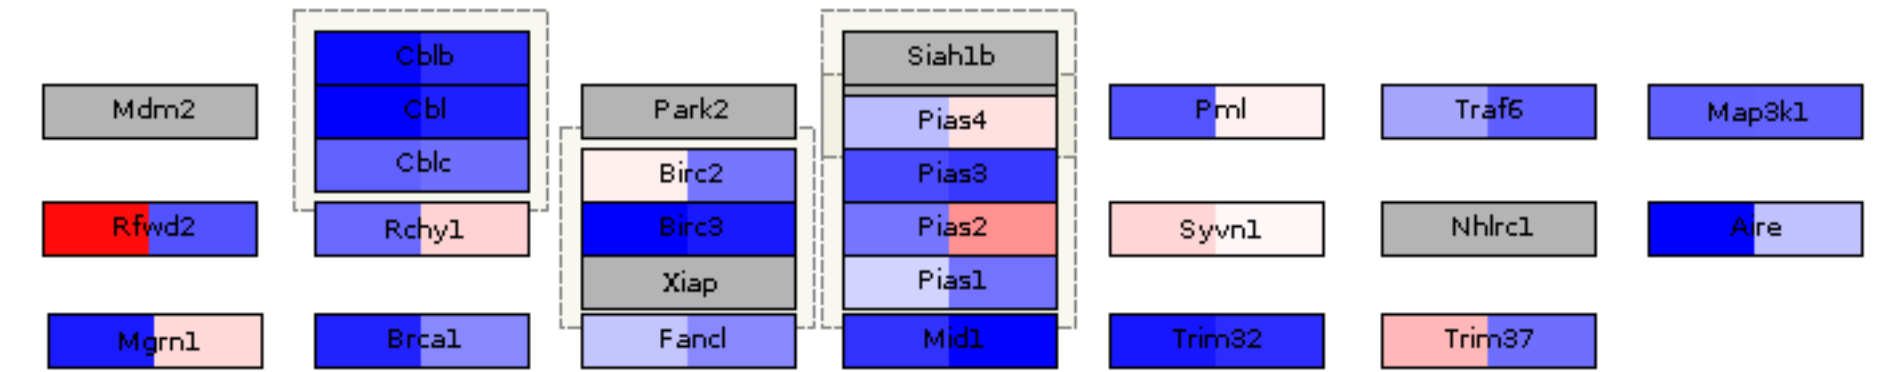 Mdm2
Cblb
Cbl
Cblc
Park2
Siah1b
Pias4
Pml
Traf6
Map3k1
Birc2
Pias3
Rfwd2
Rchy1
Birc3
Pias2
Syvn1
Nhlrc1
Aire
Xiap
Pias1
Mgrn1
Brca1
Fancl
Mid1
Trim32
Trim37